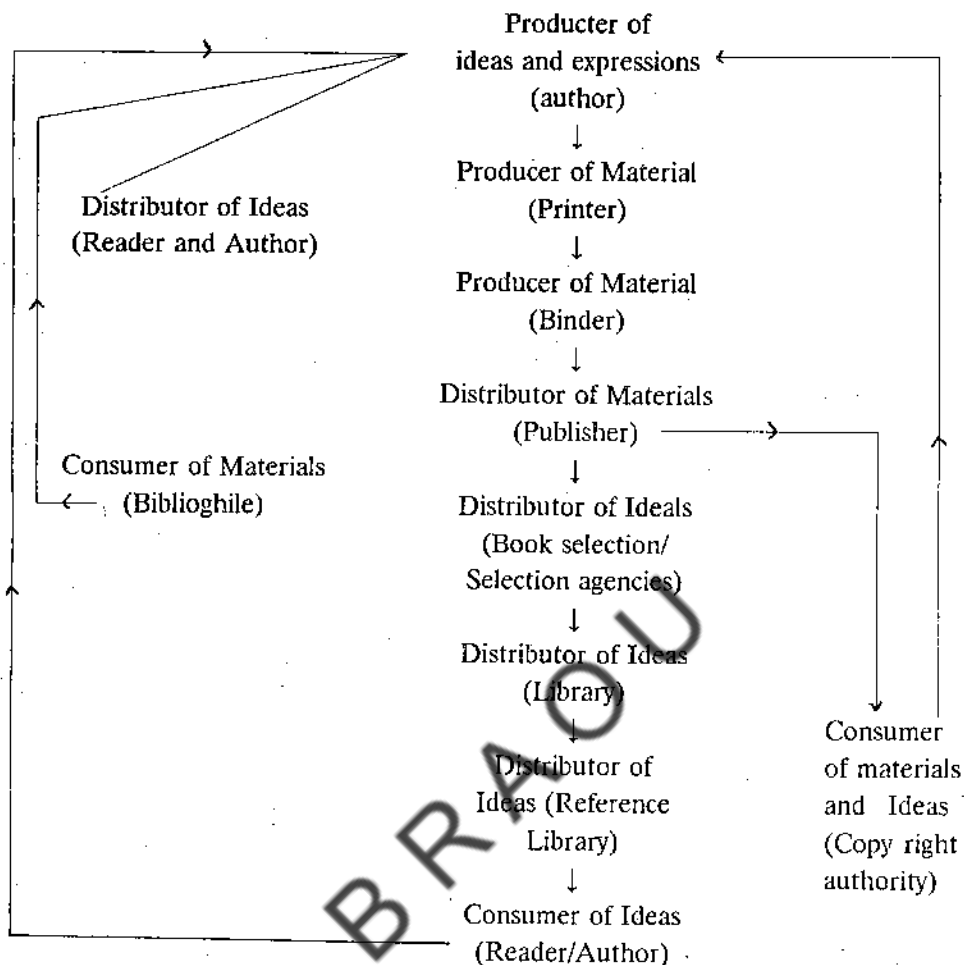 Producter of
ideas and expressions
(author)
↓
Producer of Material
(Printer)
↓
Producer of Material
(Binder)
↓
Distributor of Materials
(Publisher)
↓
Distributor of Ideals
(Book selection/
Selection agencies)
↓
Distributor of Ideas
(Library)
↓
Distributor of
Ideas (Reference
Library)
↓
Consumer of Ideas
(Reader/Author)
Distributor of Ideas
(Reader and Author)
Consumer of Materials
(Biblioghile)
Consumer
of materials
and Ideas
(Copy right
authority)
BRAOU